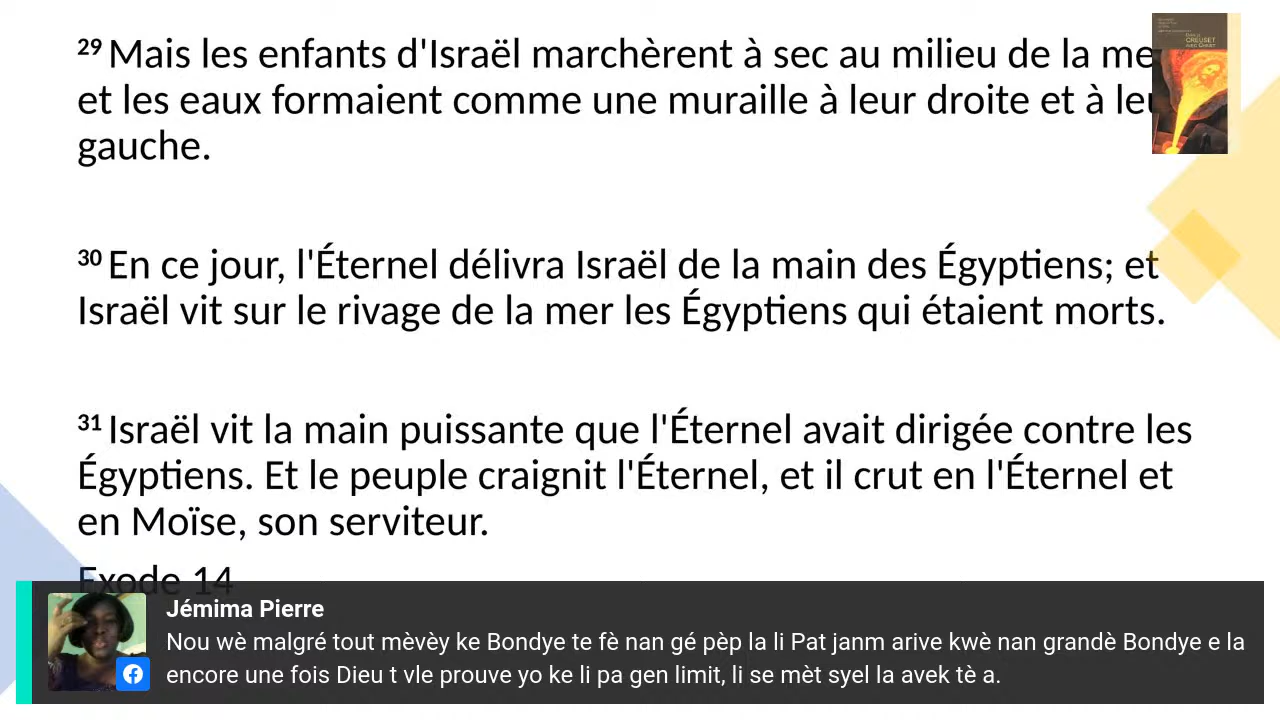 29 Mais les enfants d'Israël marchèrent à sec au milieu de la me
et les eaux formaient comme une muraille à leur droite et à leu
gauche.
CREUSET
AVEC CHRIST
30 En ce jour, l'Éternel délivra Israël de la main des Égyptiens; et
Israël vit sur le rivage de la mer les Égyptiens qui étaient morts.
31 Israël vit la main puissante que l'Éternel avait dirigée contre les
Égyptiens. Et le peuple craignit l'Éternel, et il crut en l'Éternel et
en Moïse, son serviteur.
Exode 14
Jémima Pierre
Nou wè malgré tout mèvèy ke Bondye te fè nan gé pèp la li Pat janm arive kwè nan grandè Bondye e la
encore une fois Dieu t vle prouve yo ke li pa gen limit, li se mèt syel la avek tè a.